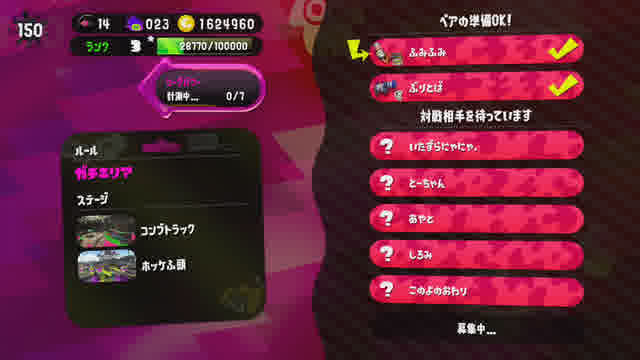 150
14
023
1624960
ランク
3
28770/100000
計測中...
0/7
ルール
ガチエリア
ステージ
コンブトラック
ホッケふ頭
ペアの準備OK!
ふみふみ
ぷりとば
対戦相手を待っています
?
いたずらにゃにゃ.
?
とーちゃん
?
あやと
?
しろみ
?
このよのおわり
募集中...